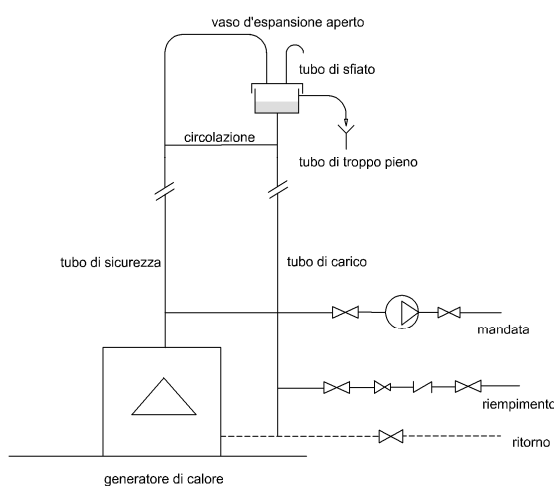 vaso d'espansione aperto
tubo di sfiato
circolazione
tubo di troppo pieno
tubo di sicurezza
tubo di carico
mandata
riempimento
ritorno
generatore di calore